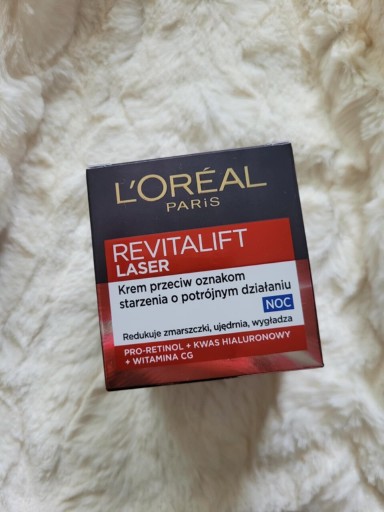 L'ORÉAL
PARiS
REVITALIFT
LASER
Krem przeciw oznakom
starzenia o potrójnym działaniu
NOC
Redukuje zmarszczki, ujędrnia, wygładza
PRO-RETINOL + KWAS HIALURONOWY
+ WITAMINA CG